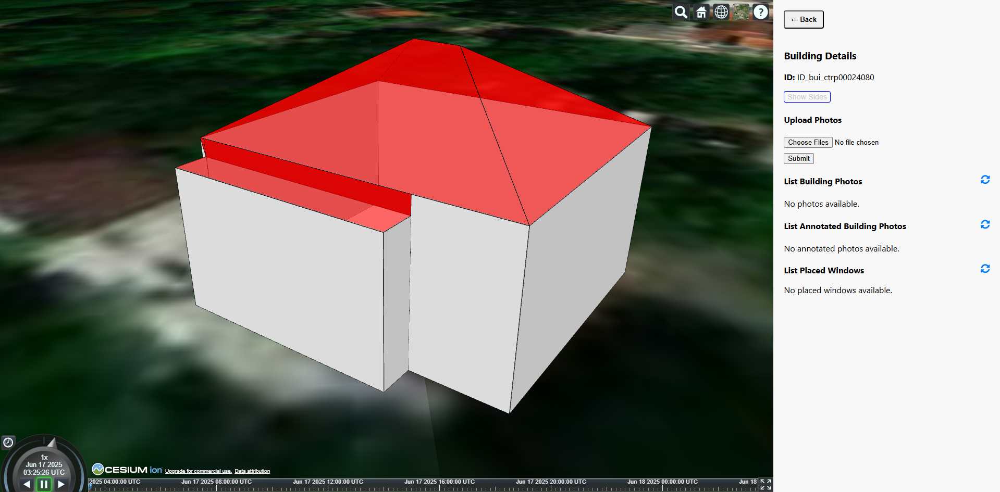 ← Back
Building Details
ID: ID_bui_ctrp00024080
Show Sides
Upload Photos
Choose Files No file chosen
Submit
List Building Photos
No photos available.
List Annotated Building Photos
No annotated photos available.
List Placed Windows
No placed windows available.
?
1x
Jun 17 2025
03:25:26 UTC
CESIUM ion Upgrade for commercial use. Data attribution
2025 04:00:00 UTC Jun 17 2025 08:00:00 UTC Jun 17 2025 12:00:00 UTC Jun 17 2025 16:00:00 UTC Jun 17 2025 20:00:00 UTC Jun 18 2025 00:00:00 UTC Jun 18